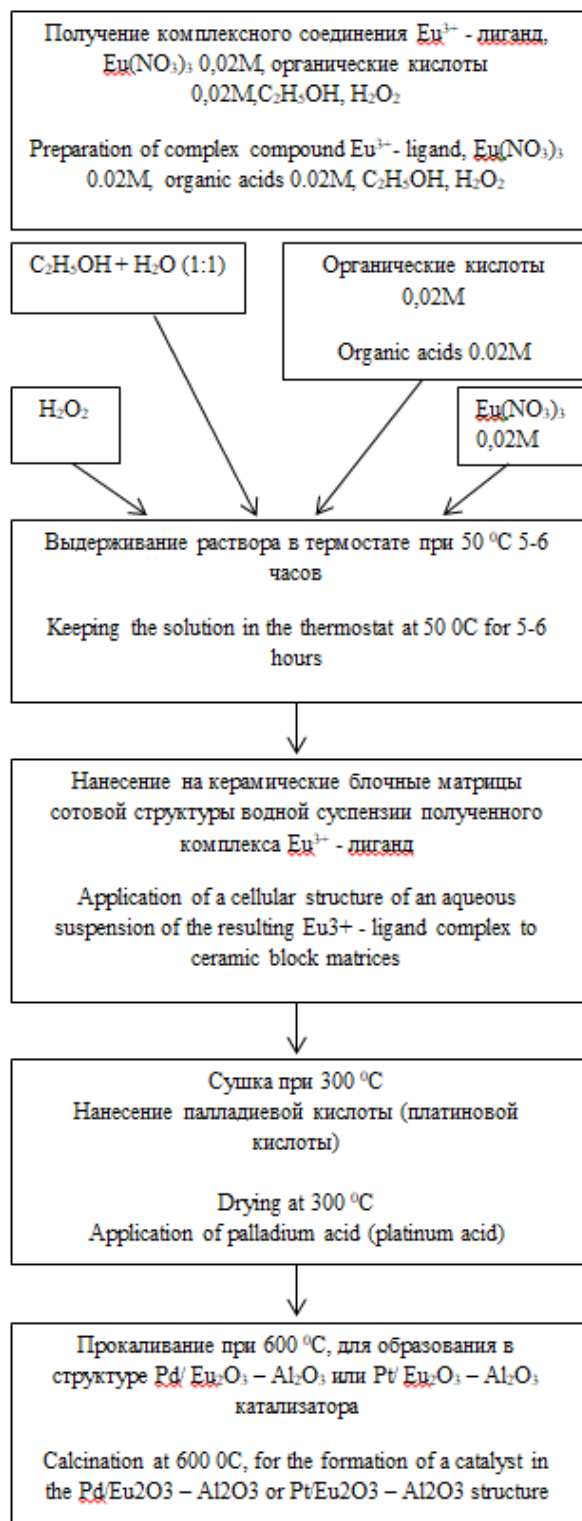 Получение комплексного соединения Eu³⁺ - лиганд,
Eu(NO₃)₃ 0,02М, органические кислоты
0,02М,C₂H₅OH, H₂O₂
Preparation of complex compound Eu³⁺- ligand, Eu(NO₃)₃
0.02M, organic acids 0.02M, C₂H₅OH, H₂O₂
C₂H₅OH + H₂O (1:1)
Органические кислоты
0,02М
Organic acids 0.02M
H₂O₂
Eu(NO₃)₃
0,02M
Выдерживание раствора в термостате при 50 ⁰C 5-6
часов
Keeping the solution in the thermostat at 50 0C for 5-6
hours
Нанесение на керамические блочные матрицы
сотовой структуры водной суспензии полученного
комплекса Eu³⁺ - лиганд
Application of a cellular structure of an aqueous
suspension of the resulting Eu3+ - ligand complex to
ceramic block matrices
Сушка при 300 ⁰C
Нанесение палладиевой кислоты (платиновой
кислоты)
Drying at 300 ⁰C
Application of palladium acid (platinum acid)
Прокаливание при 600 ⁰C, для образования в
структуре Pd/ Eu₂O₃ – Al₂O₃ или Pt/ Eu₂O₃ – Al₂O₃
катализатора
Calcination at 600 0C, for the formation of a catalyst in
the Pd/Eu2O3 – Al2O3 or Pt/Eu2O3 – Al2O3 structure